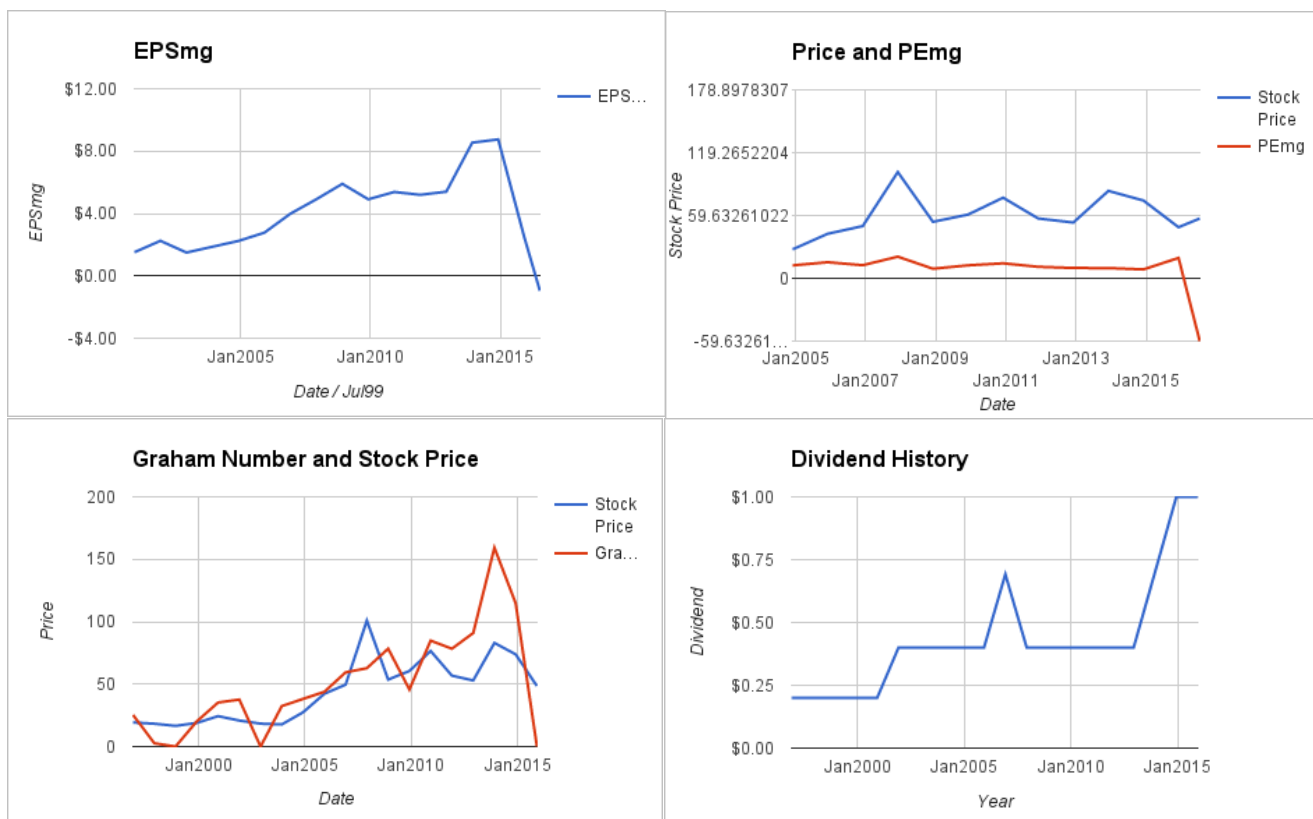 EPSmg
$12.00
$8.00
$4.00
$0.00
-$4.00
EPSmg
EPS...
Jan2005
Jan2010
Jan2015
Date / Jul99
Price and PEmg
178.8978307
119.2652204
59.63261022
0
-59.63261...
Stock Price
Stock
Price
PEmg
Jan2005
Jan2009
Jan2013
Jan2007
Jan2011
Jan2015
Date
Graham Number and Stock Price
200
150
100
50
0
Price
Stock
Price
Gra...
Jan2000
Jan2005
Jan2010
Jan2015
Date
Dividend History
$1.00
$0.75
$0.50
$0.25
$0.00
Dividend
Jan2000
Jan2005
Jan2010
Jan2015
Year